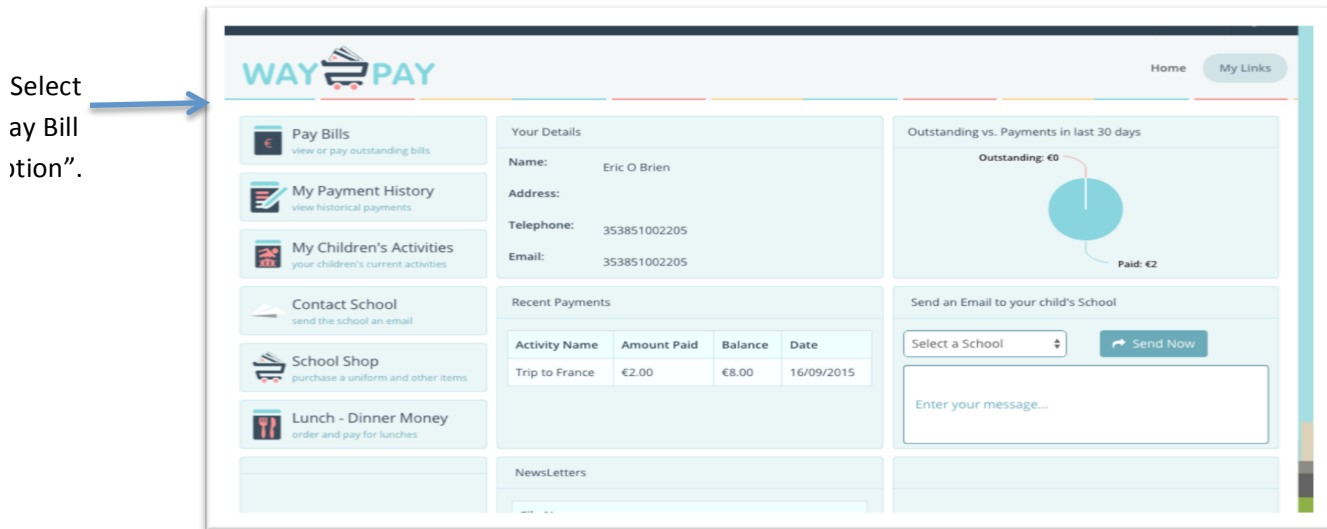 Select
ay Bill
tion”.
WAY PAY
Home
My Links
Pay Bills
view or pay outstanding bills
My Payment History
view historical payments
My Children's Activities
your children's current activities
Contact School
send the school an email
School Shop
purchase a uniform and other items
Lunch - Dinner Money
order and pay for lunches
Your Details
Name: Eric O Brien
Address:
Telephone: 353851002205
Email: 353851002205
Outstanding vs. Payments in last 30 days
Outstanding: €0
Paid: €2
Recent Payments
Activity Name Amount Paid Balance Date
Trip to France €2.00 €8.00 16/09/2015
Send an Email to your child's School
Select a School
Send Now
Enter your message...
NewsLetters